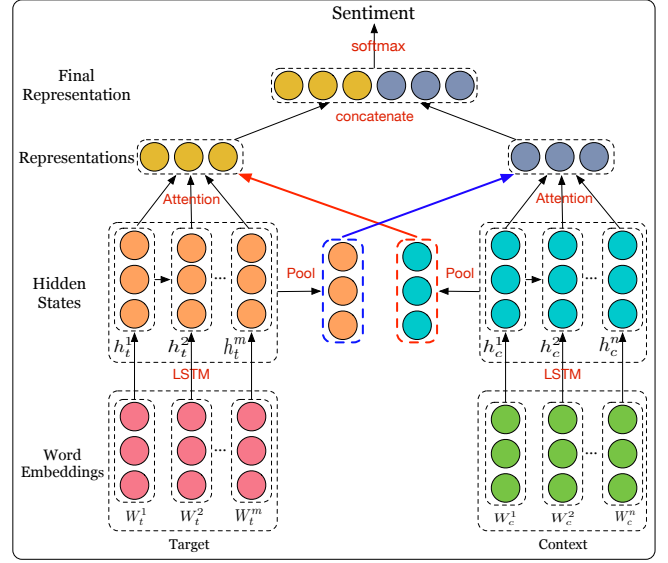 Sentiment
softmax
Final
Representation
concatenate
Representations
Attention
Attention
Hidden
States
Pool
Pool
...
...
h_t^1
h_t^2
h_t^m
h_c^1
h_c^2
h_c^n
LSTM
LSTM
Word
Embeddings
...
...
W_t^1
W_t^2
W_t^m
W_c^1
W_c^2
W_c^n
Target
Context